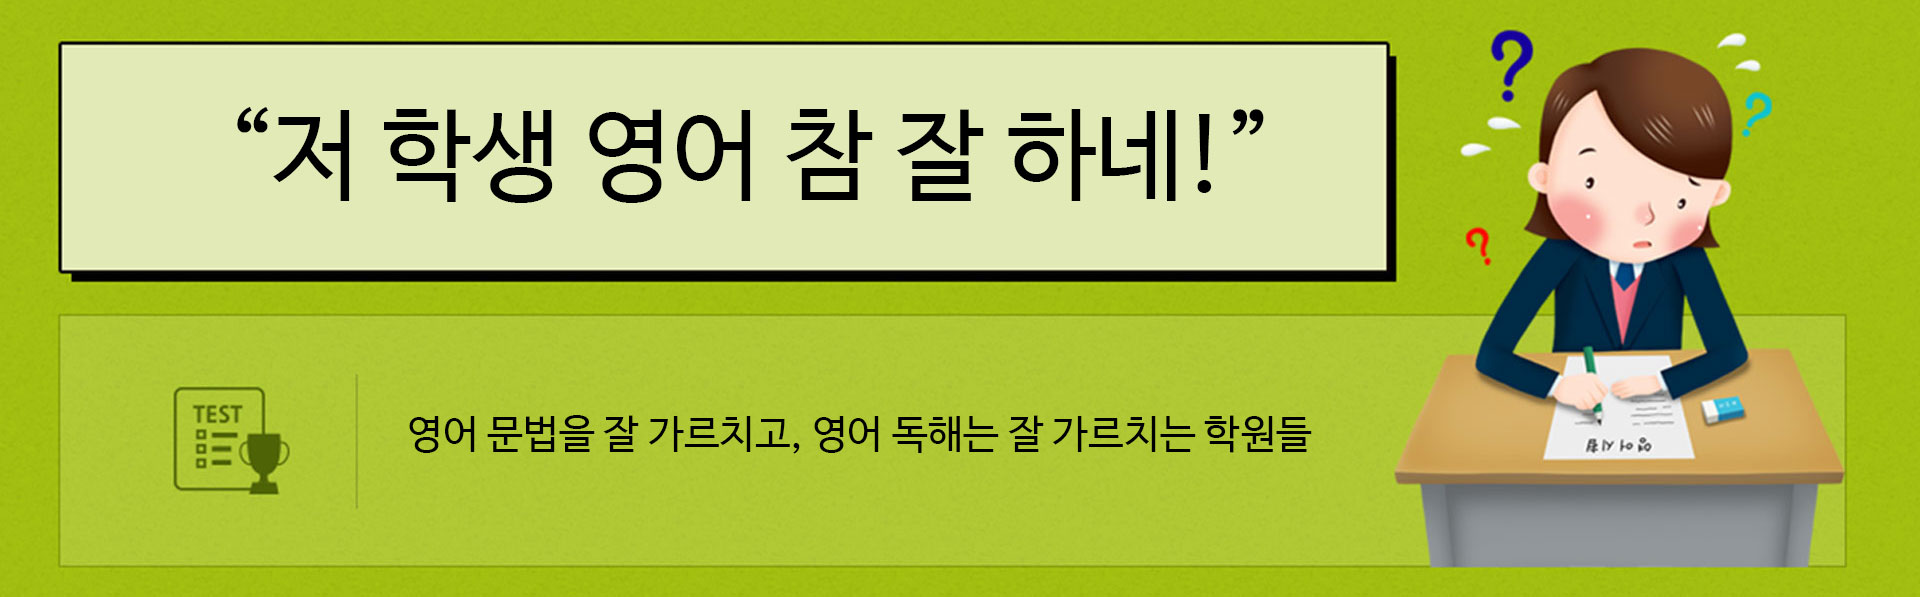 “저 학생 영어 참 잘 하네!”
TEST
영어 문법을 잘 가르치고, 영어 독해는 잘 가르치는 학원들